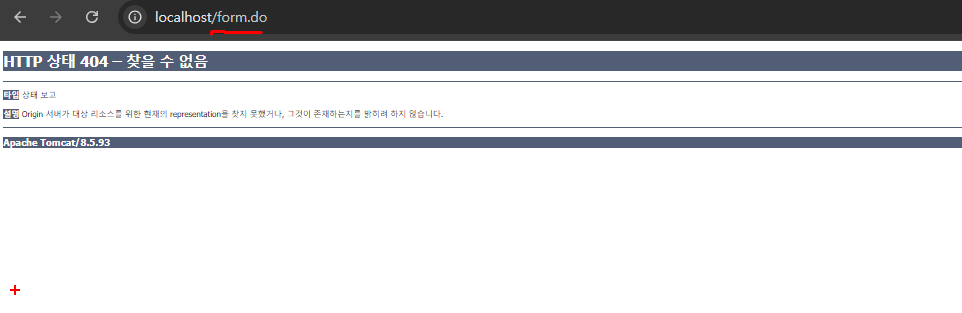 localhost/form.do
HTTP 상태 404 – 찾을 수 없음
타입 상태 보고
설명 Origin 서버가 대상 리소스를 위한 현재의 representation을 찾지 못했거나, 그것이 존재하는지를 밝히려 하지 않습니다.
Apache Tomcat/8.5.93